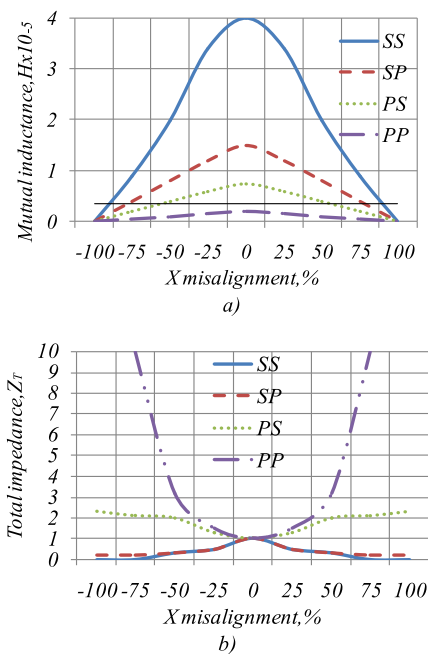 Mutual inductance,Hx10-5
4
3
2
1
0
SS
SP
PS
PP
-100 -75 -50 -25 0 25 50 75 100
X misalignment,%
a)
Total impedance,ZT
10
9
8
7
6
5
4
3
2
1
0
SS
SP
PS
PP
-100 -75 -50 -25 0 25 50 75 100
X misalignment,%
b)